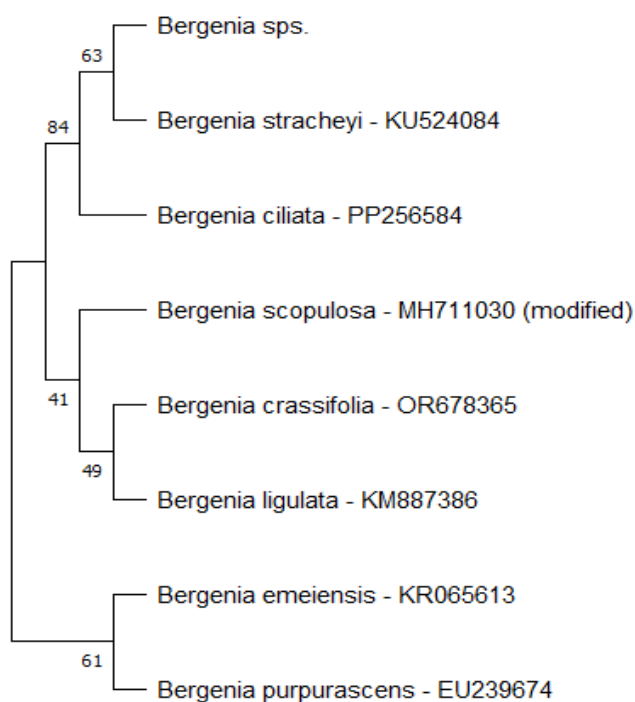 Bergenia sps.
63
Bergenia stracheyi - KU524084
84
Bergenia ciliata - PP256584
Bergenia scopulosa - MH711030 (modified)
41
Bergenia crassifolia - OR678365
49
Bergenia ligulata - KM887386
Bergenia emeiensis - KR065613
61
Bergenia purpurascens - EU239674